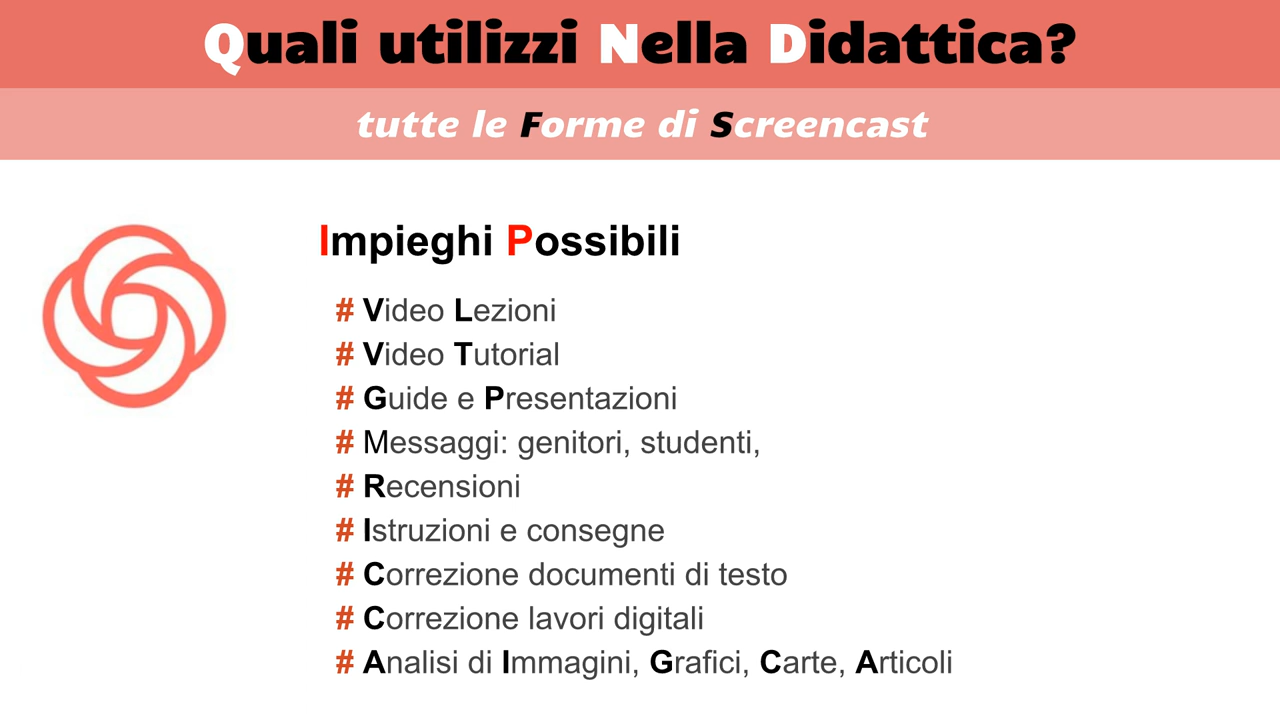 Quali utilizzi Nella Didattica?
tutte le Forme di Screencast
Impieghi Possibili
# Video Lezioni
# Video Tutorial
# Guide e Presentazioni
# Messaggi: genitori, studenti,
# Recensioni
# Istruzioni e consegne
# Correzione documenti di testo
# Correzione lavori digitali
# Analisi di Immagini, Grafici, Carte, Articoli